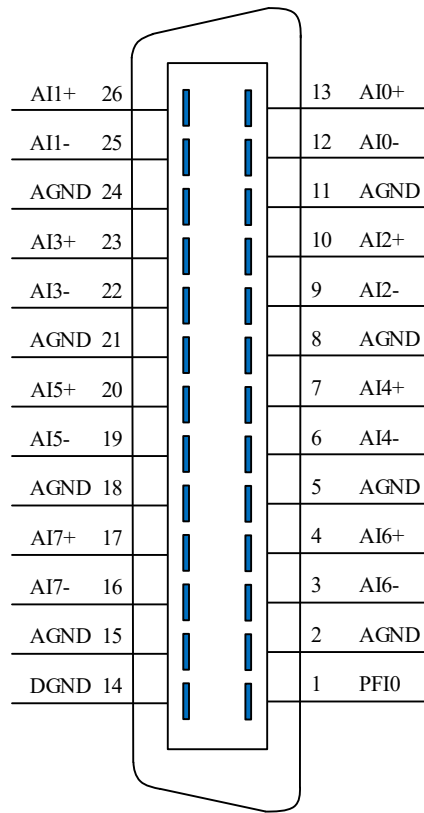 AI1+ 26 13 AI0+
AI1- 25 12 AI0-
AGND 24 11 AGND
AI3+ 23 10 AI2+
AI3- 22 9 AI2-
AGND 21 8 AGND
AI5+ 20 7 AI4+
AI5- 19 6 AI4-
AGND 18 5 AGND
AI7+ 17 4 AI6+
AI7- 16 3 AI6-
AGND 15 2 AGND
DGND 14 1 PFI0